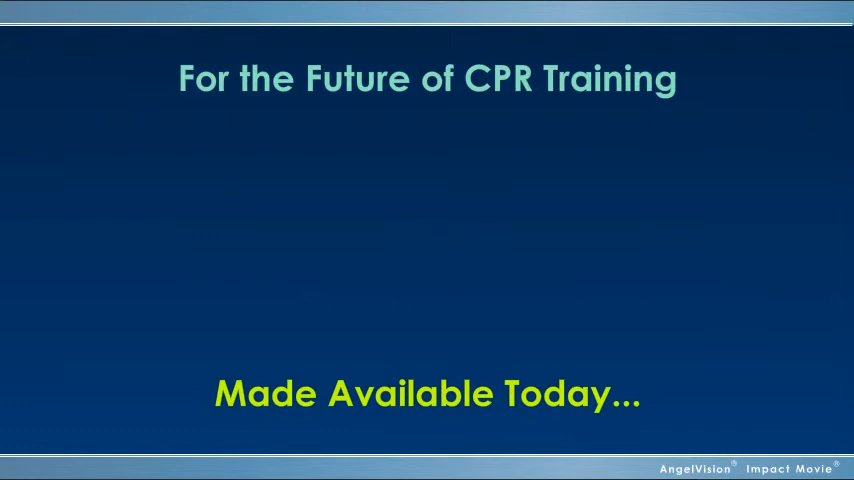 For the Future of CPR Training
Made Available Today...
AngelVision® Impact Movie®